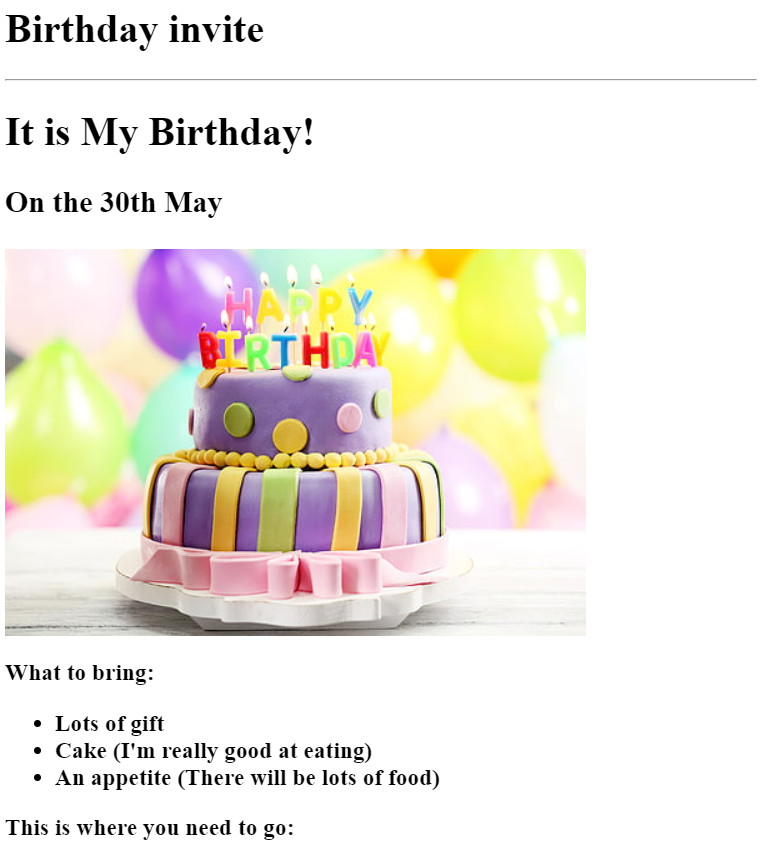 Birthday invite
It is My Birthday!
On the 30th May
HAPPY
BIRTHDAY
What to bring:
Lots of gift
Cake (I'm really good at eating)
An appetite (There will be lots of food)
This is where you need to go: